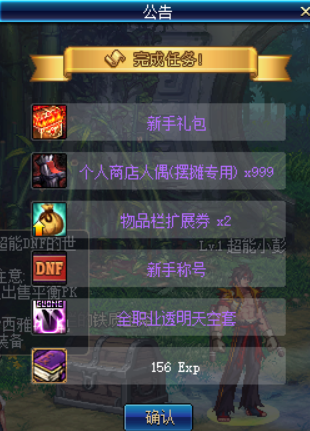 公告
完成任务!
新手礼包
个人商店人偶(摆摊专用) x999
物品栏扩展券 x2
超能DNF的世
Lv.1 超能小彭
DNF
新手称号
注意
出售平衡PK
全职业透明天空套
西雅
装备
156 Exp
确认